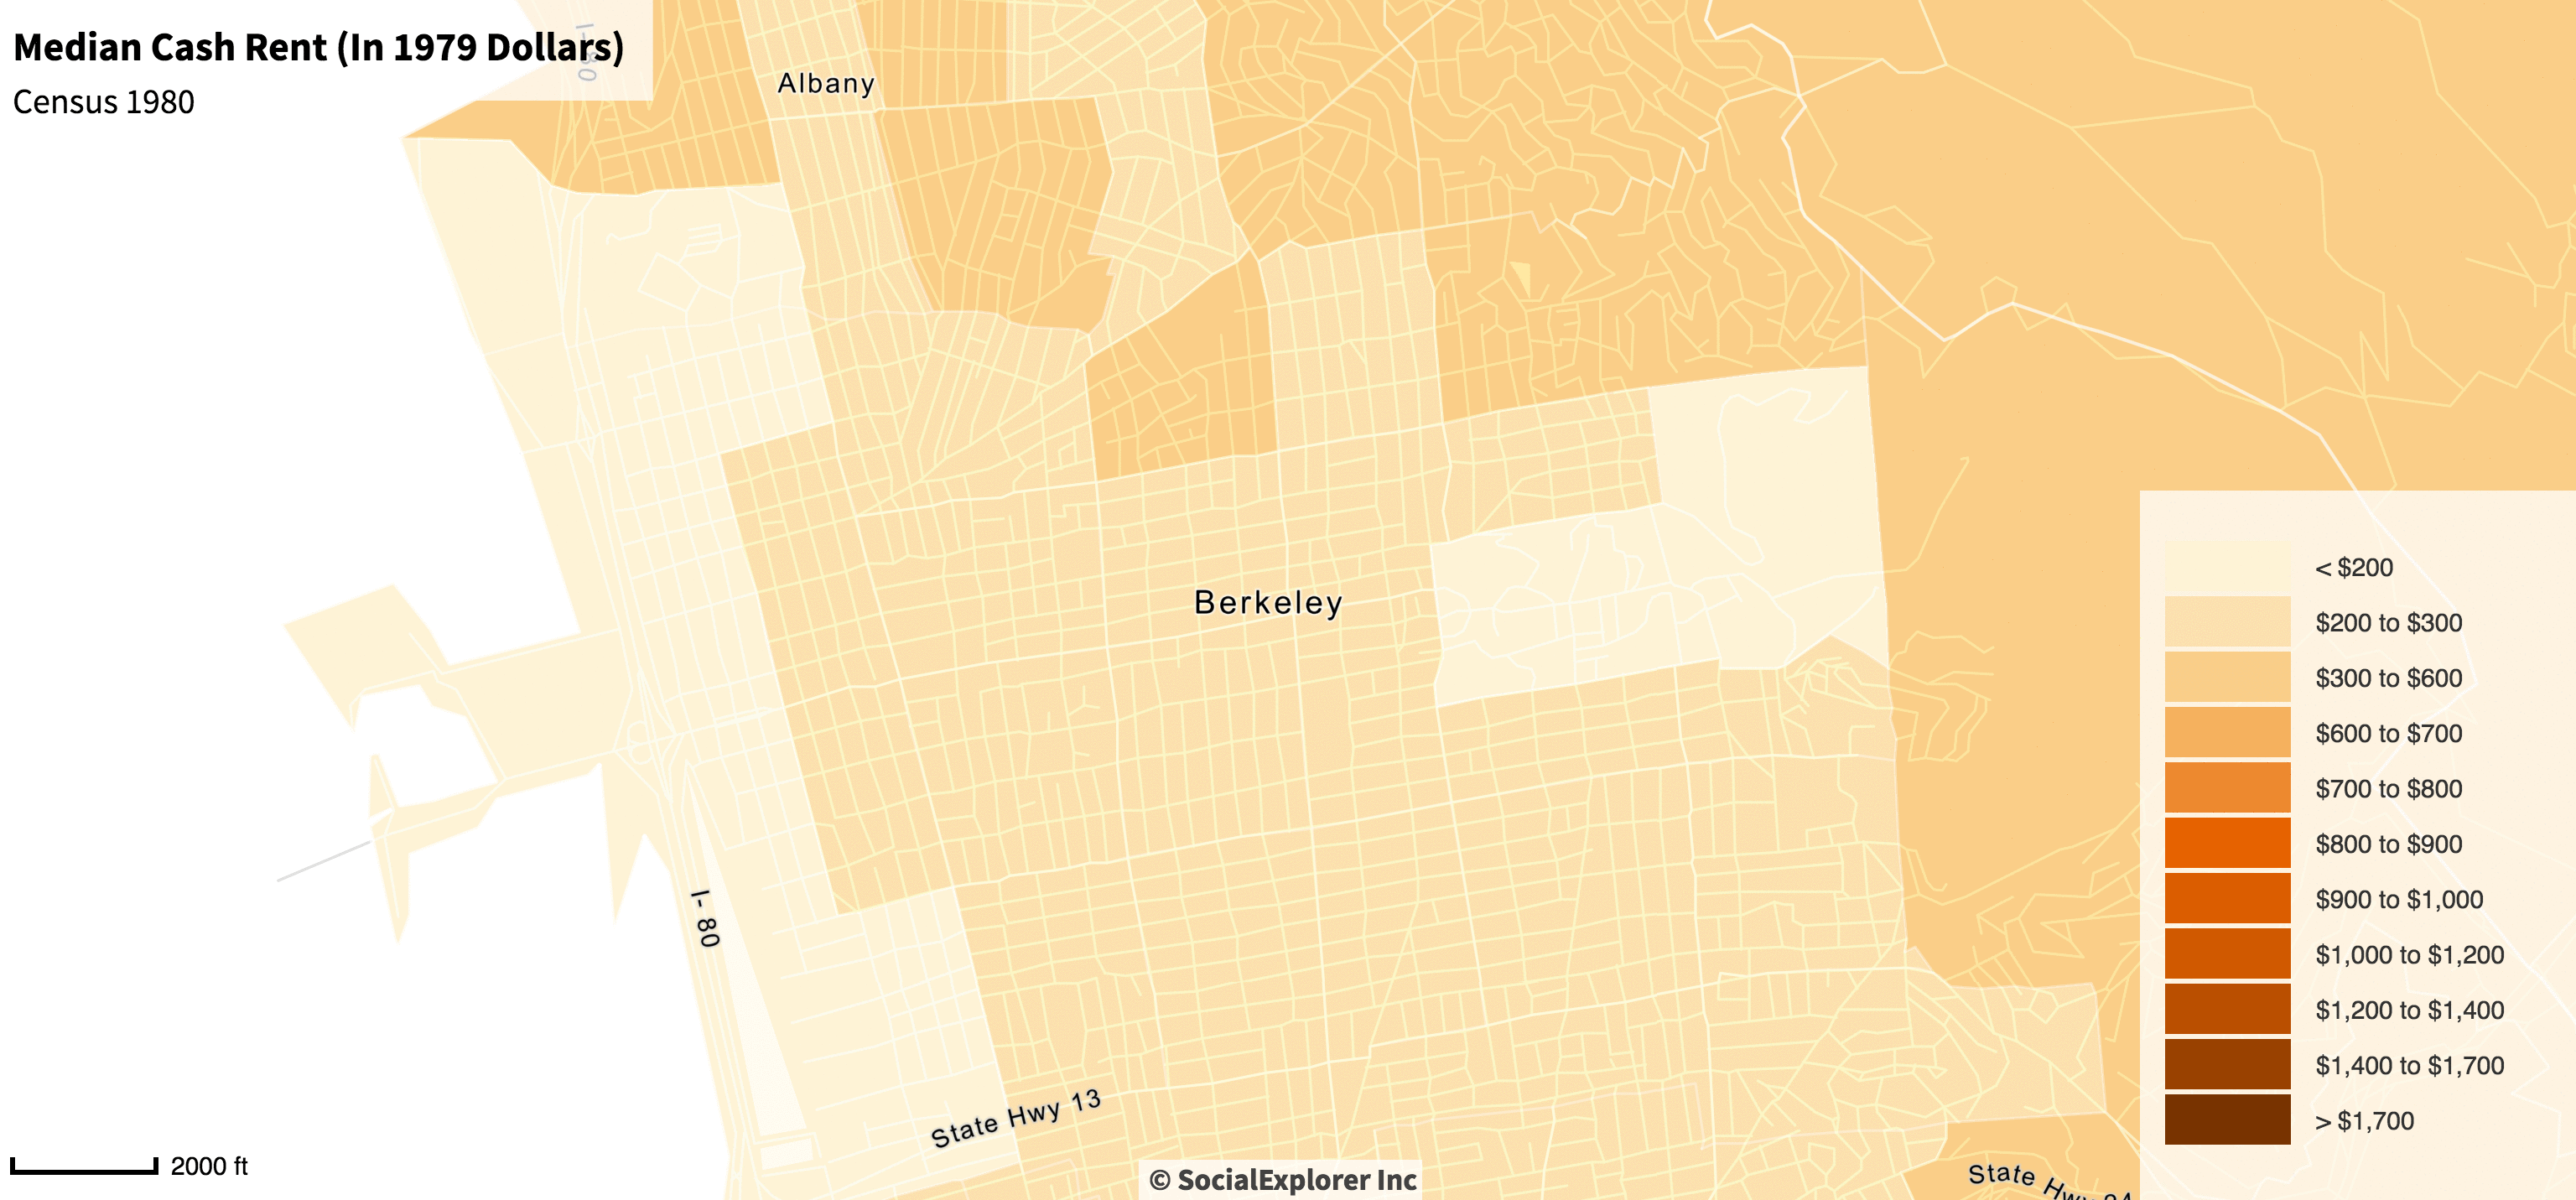 Median Cash Rent (In 1979 Dollars)
Census 1980
I- 80
Albany
Berkeley
< $200
$200 to $300
$300 to $600
$600 to $700
$700 to $800
$800 to $900
$900 to $1,000
$1,000 to $1,200
$1,200 to $1,400
$1,400 to $1,700
> $1,700
I- 80
State Hwy 13
2000 ft
© SocialExplorer Inc
State Hwy 24